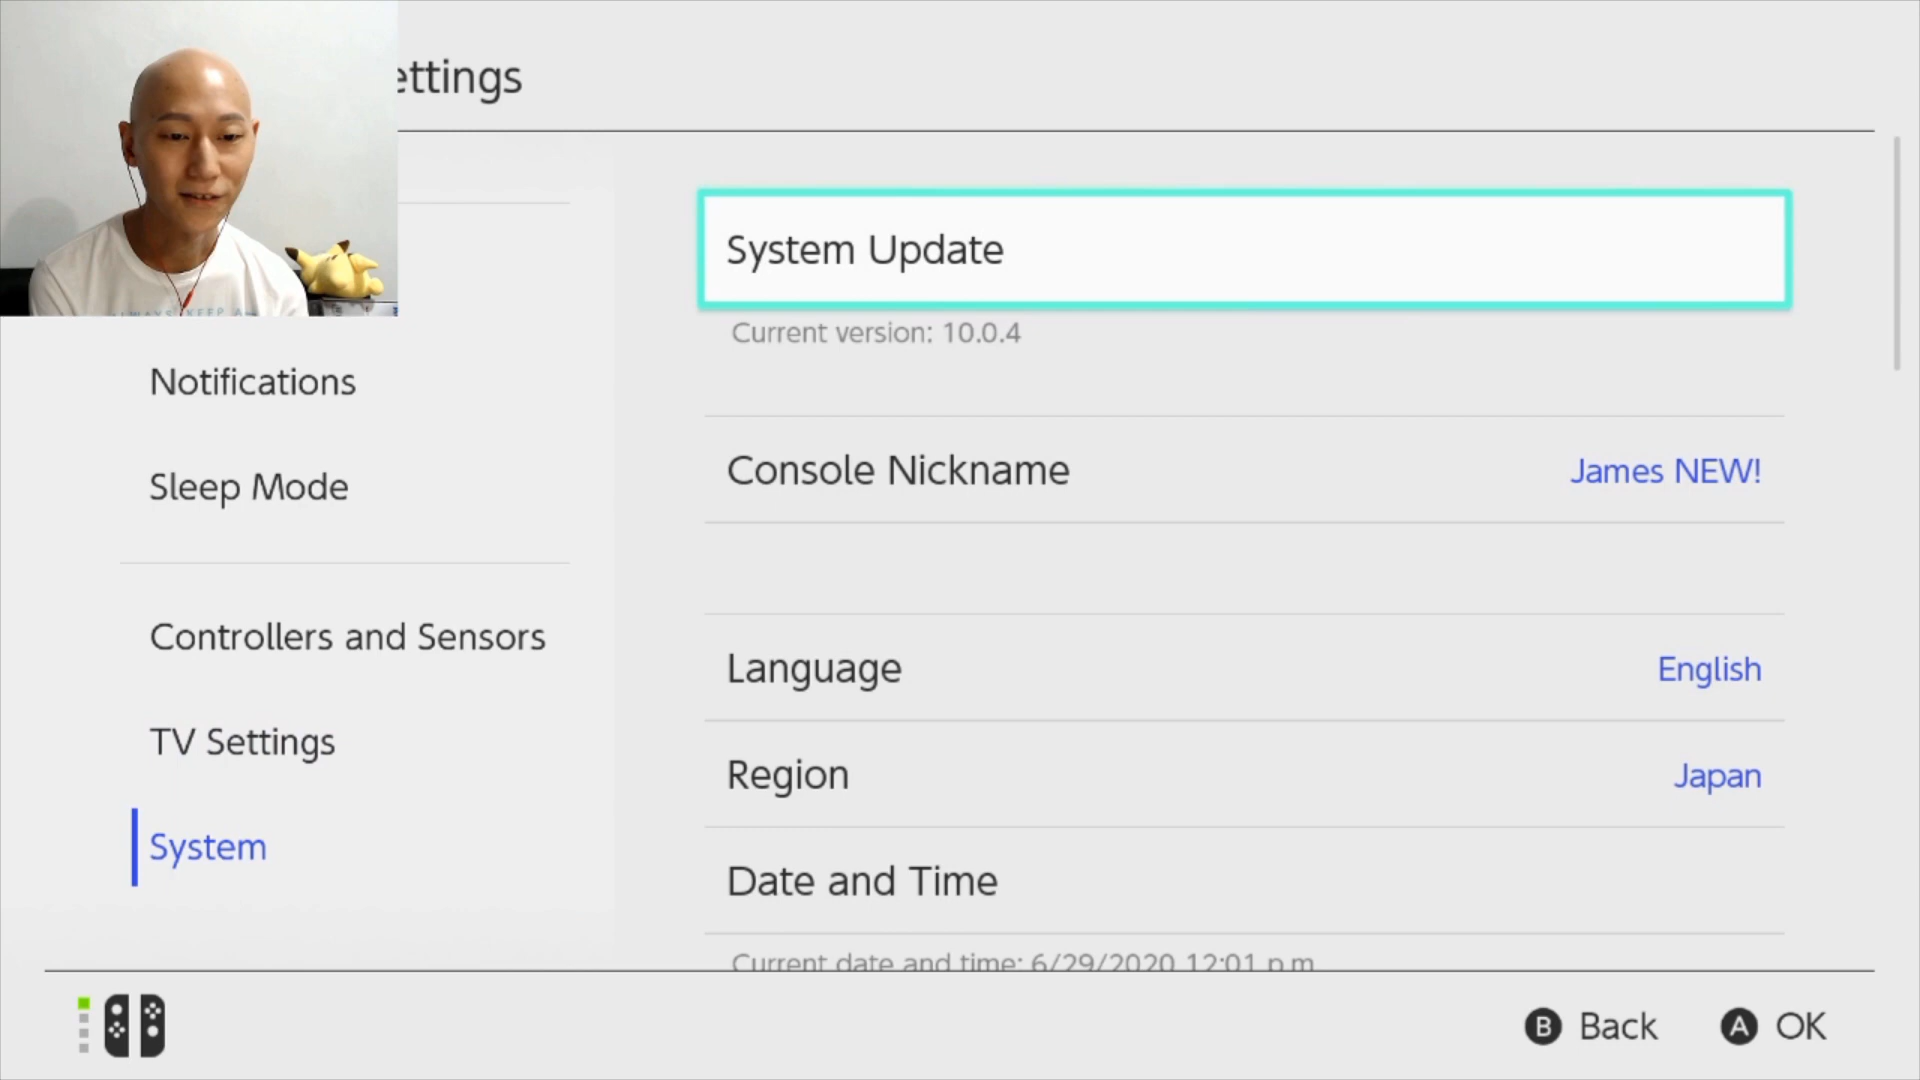 ettings
ALWAYS KEEP A
System Update
Current version: 10.0.4
Notifications
Sleep Mode
Console Nickname James NEW!
Controllers and Sensors
Language English
TV Settings
Region Japan
System
Date and Time
Current date and time: 6/29/2020 12:01 p.m
B Back A OK